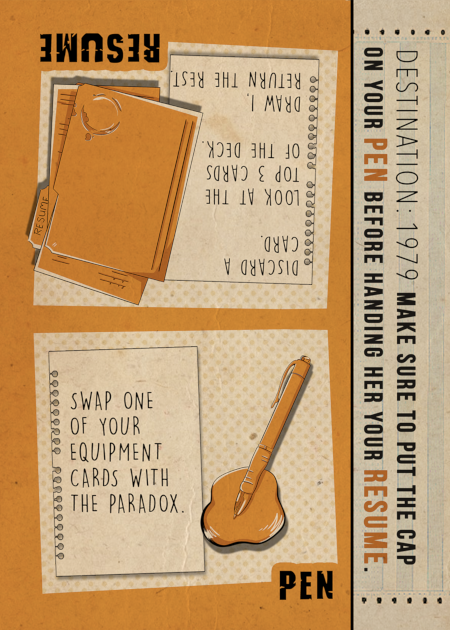 RESUME
DISCARD A
CARD.
LOOK AT THE
TOP 3 CARDS
OF THE DECK.
DRAW 1.
RETURN THE REST.
RESUME
SWAP ONE
OF YOUR
EQUIPMENT
CARDS WITH
THE PARADOX.
PEN
DESTINATION: 1979 MAKE SURE TO PUT THE CAP
ON YOUR PEN BEFORE HANDING HER YOUR RESUME.